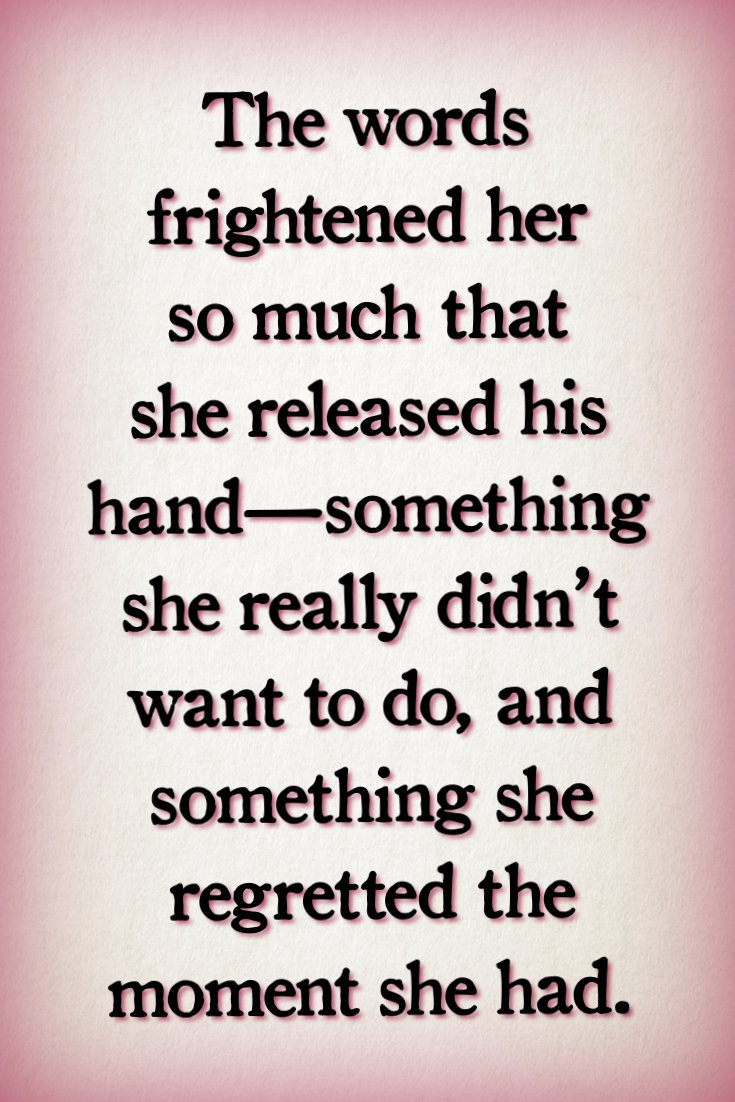 The words
frightened her
so much that
she released his
hand—something
she really didn’t
want to do, and
something she
regretted the
moment she had.